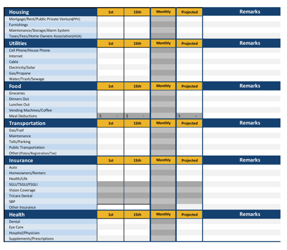 Housing 1st 15th Monthly Projected Remarks
Mortgage/Rent/Public Private Venture(PPV)
Furnishings
Maintenance/Storage/Alarm System
Taxes/Fees/Home Owners Association(HOA)
Utilities 1st 15th Monthly Projected Remarks
Cell Phone/House Phone
Internet
Cable
Electricity/Solar
Gas/Propane
Water/Trash/Sewage
Food 1st 15th Monthly Projected Remarks
Groceries
Dinners Out
Lunches Out
Vending Machines/Coffee
Meal Deductions $ $
Transportation 1st 15th Monthly Projected Remarks
Gas/Fuel
Maintenance
Tolls/Parking
Public Transportation
Other (Plates/Registration/Tax)
Insurance 1st 15th Monthly Projected Remarks
Auto
Homeowners/Renters
Health/Life
SGLI/TSGLI/FSGLI
Vision Coverage
Tricare Dental
SBP
Other Insurance
Health 1st 15th Monthly Projected Remarks
Dental
Eye Care
Hospital/Physician
Supplements/Prescriptions